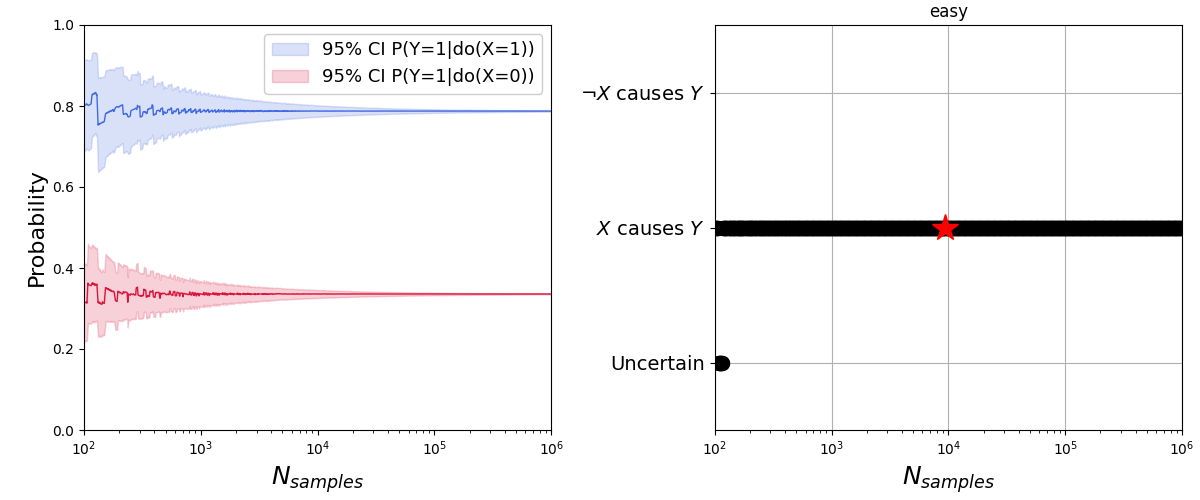 1.0
0.8
0.6
0.4
0.2
0.0
Probability
95% CI P(Y=1|do(X=1))
95% CI P(Y=1|do(X=0))
10²
10³
10⁴
10⁵
10⁶
N_samples
easy
¬X causes Y
X causes Y
Uncertain
10²
10³
10⁴
10⁵
10⁶
N_samples